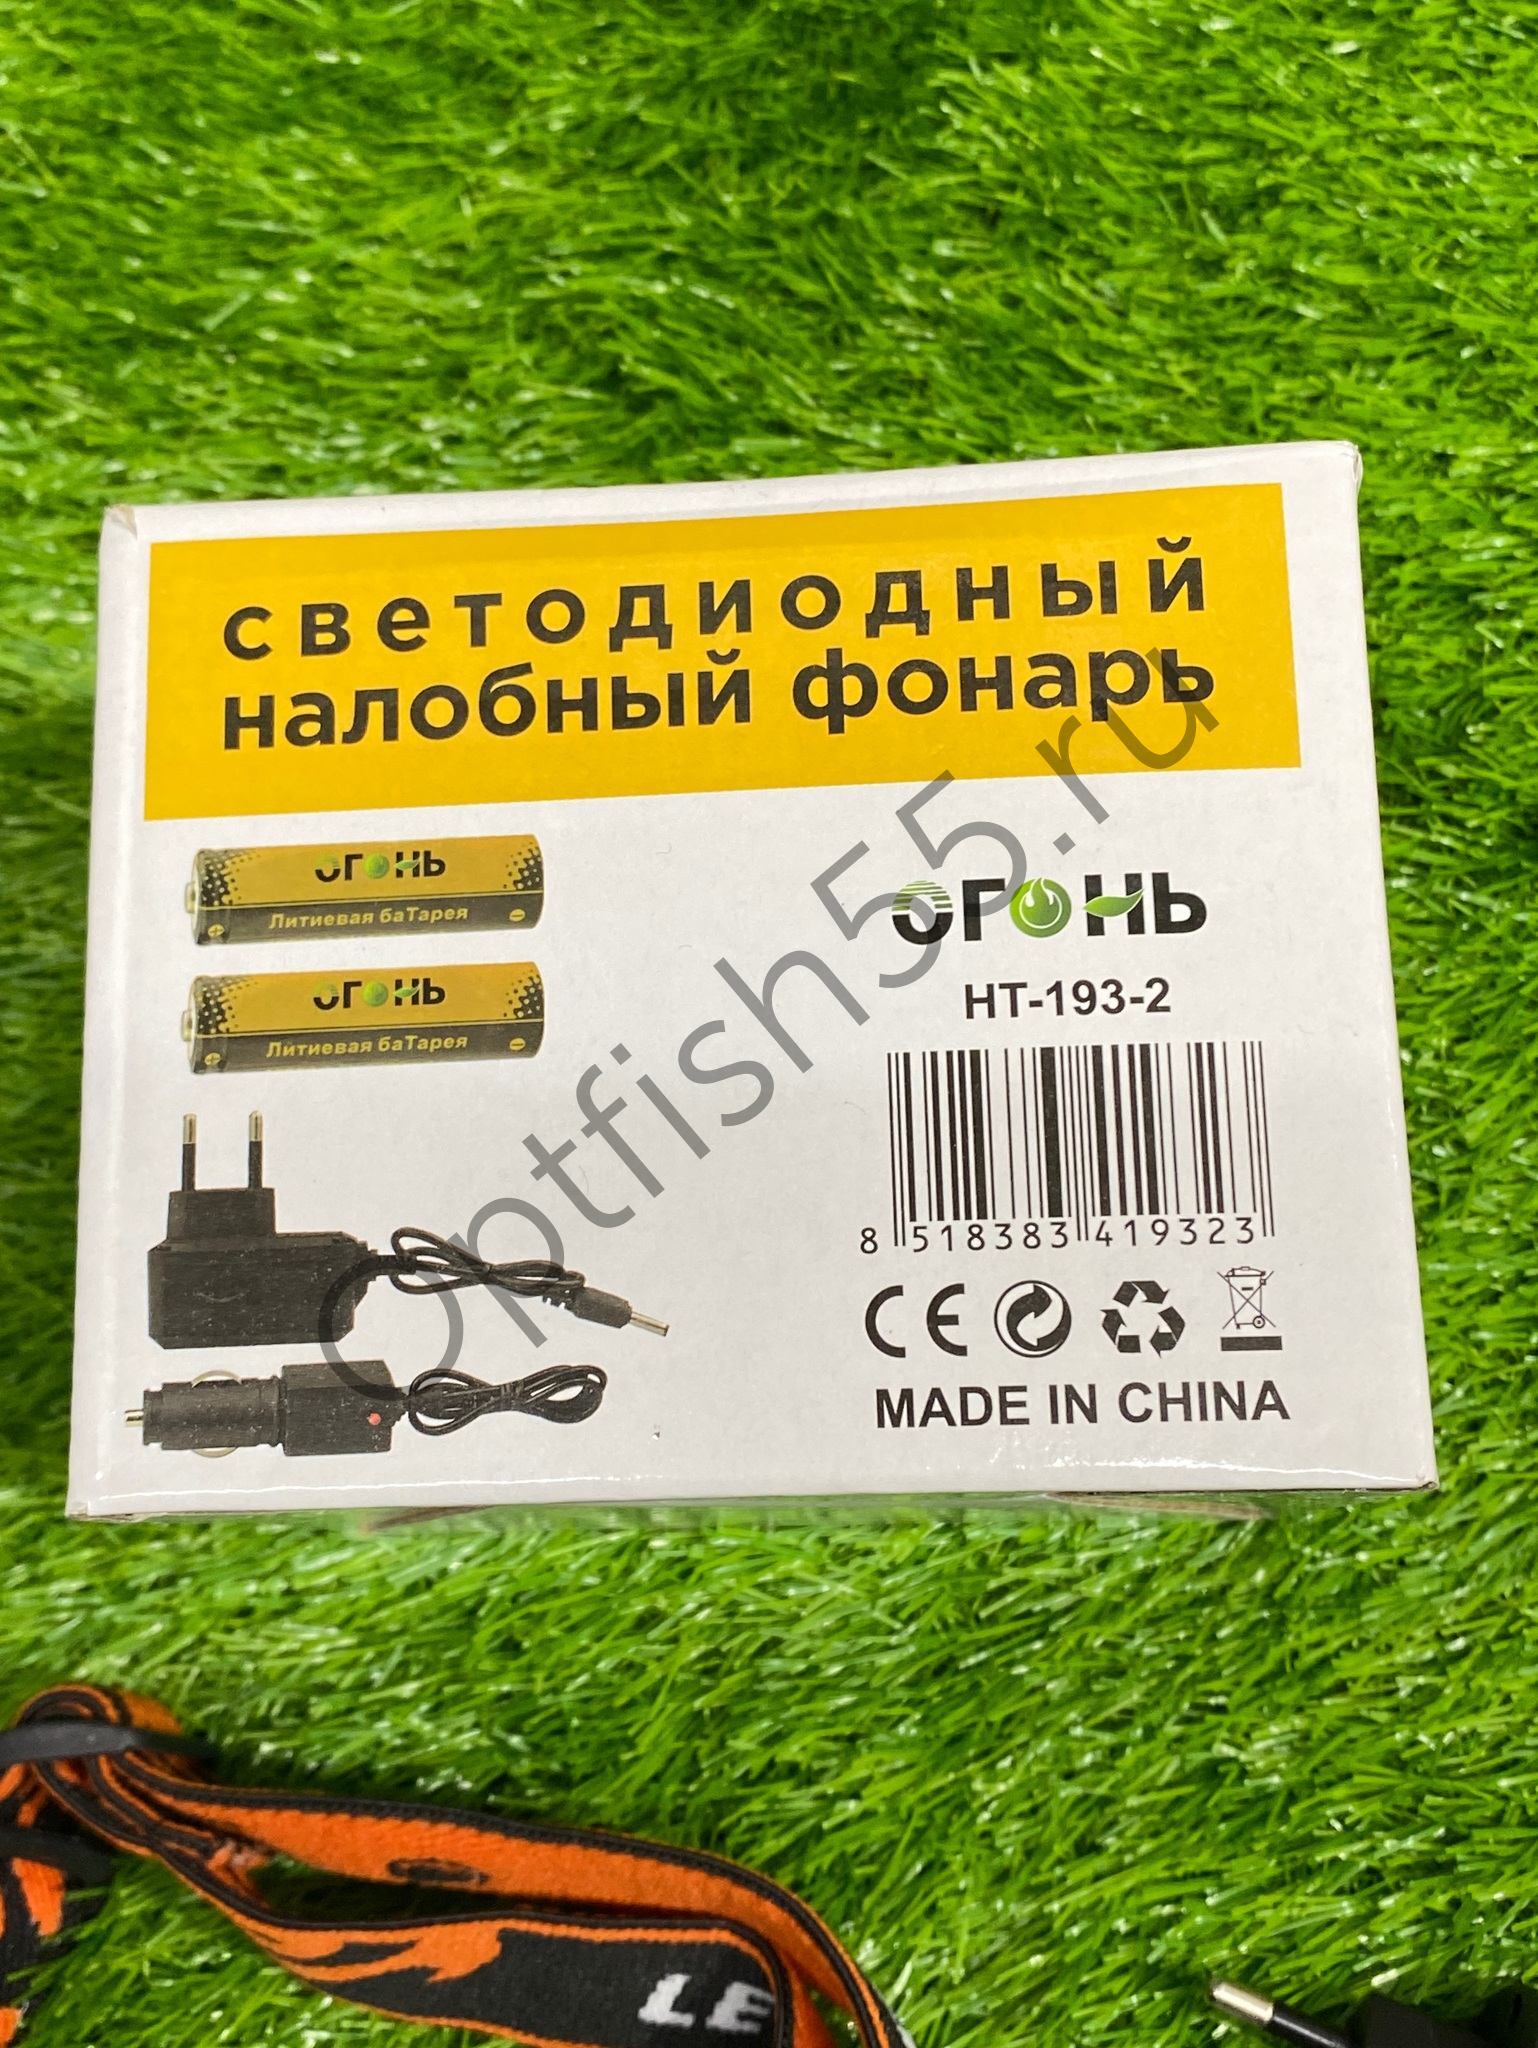 светодиодный
налобный фонарь
ОГОНЬ
Литиевая баТарея
ОГОНЬ
Литиевая баТарея
ОГОНЬ
HT-193-2
8 518383 419323
CE
MADE IN CHINA
Optfish55.ru
LE